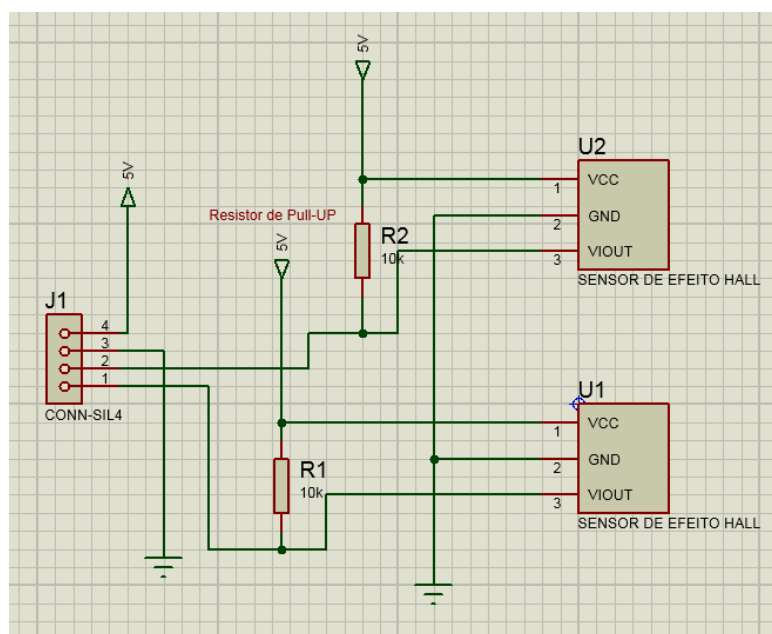 5V
U2
1 VCC
2 GND
3 VIOUT
SENSOR DE EFEITO HALL
5V
Resistor de Pull-UP
5V
R2
10k
J1
4
3
2
1
CONN-SIL4
U1
1 VCC
2 GND
3 VIOUT
SENSOR DE EFEITO HALL
R1
10k